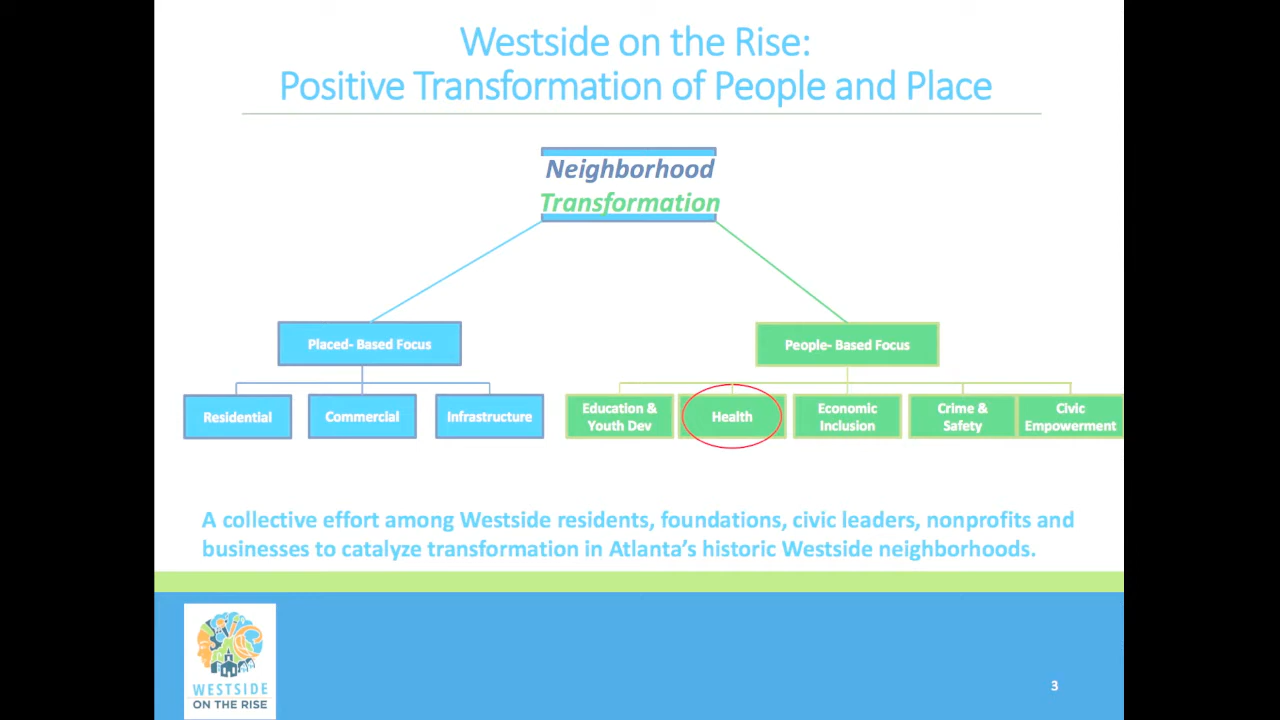 Westside on the Rise:
Positive Transformation of People and Place
Neighborhood
Transformation
Placed- Based Focus
People- Based Focus
Residential
Commercial
Infrastructure
Education &
Youth Dev
Health
Economic
Inclusion
Crime &
Safety
Civic
Empowerment
A collective effort among Westside residents, foundations, civic leaders, nonprofits and
businesses to catalyze transformation in Atlanta’s historic Westside neighborhoods.
WESTSIDE
ON THE RISE
3